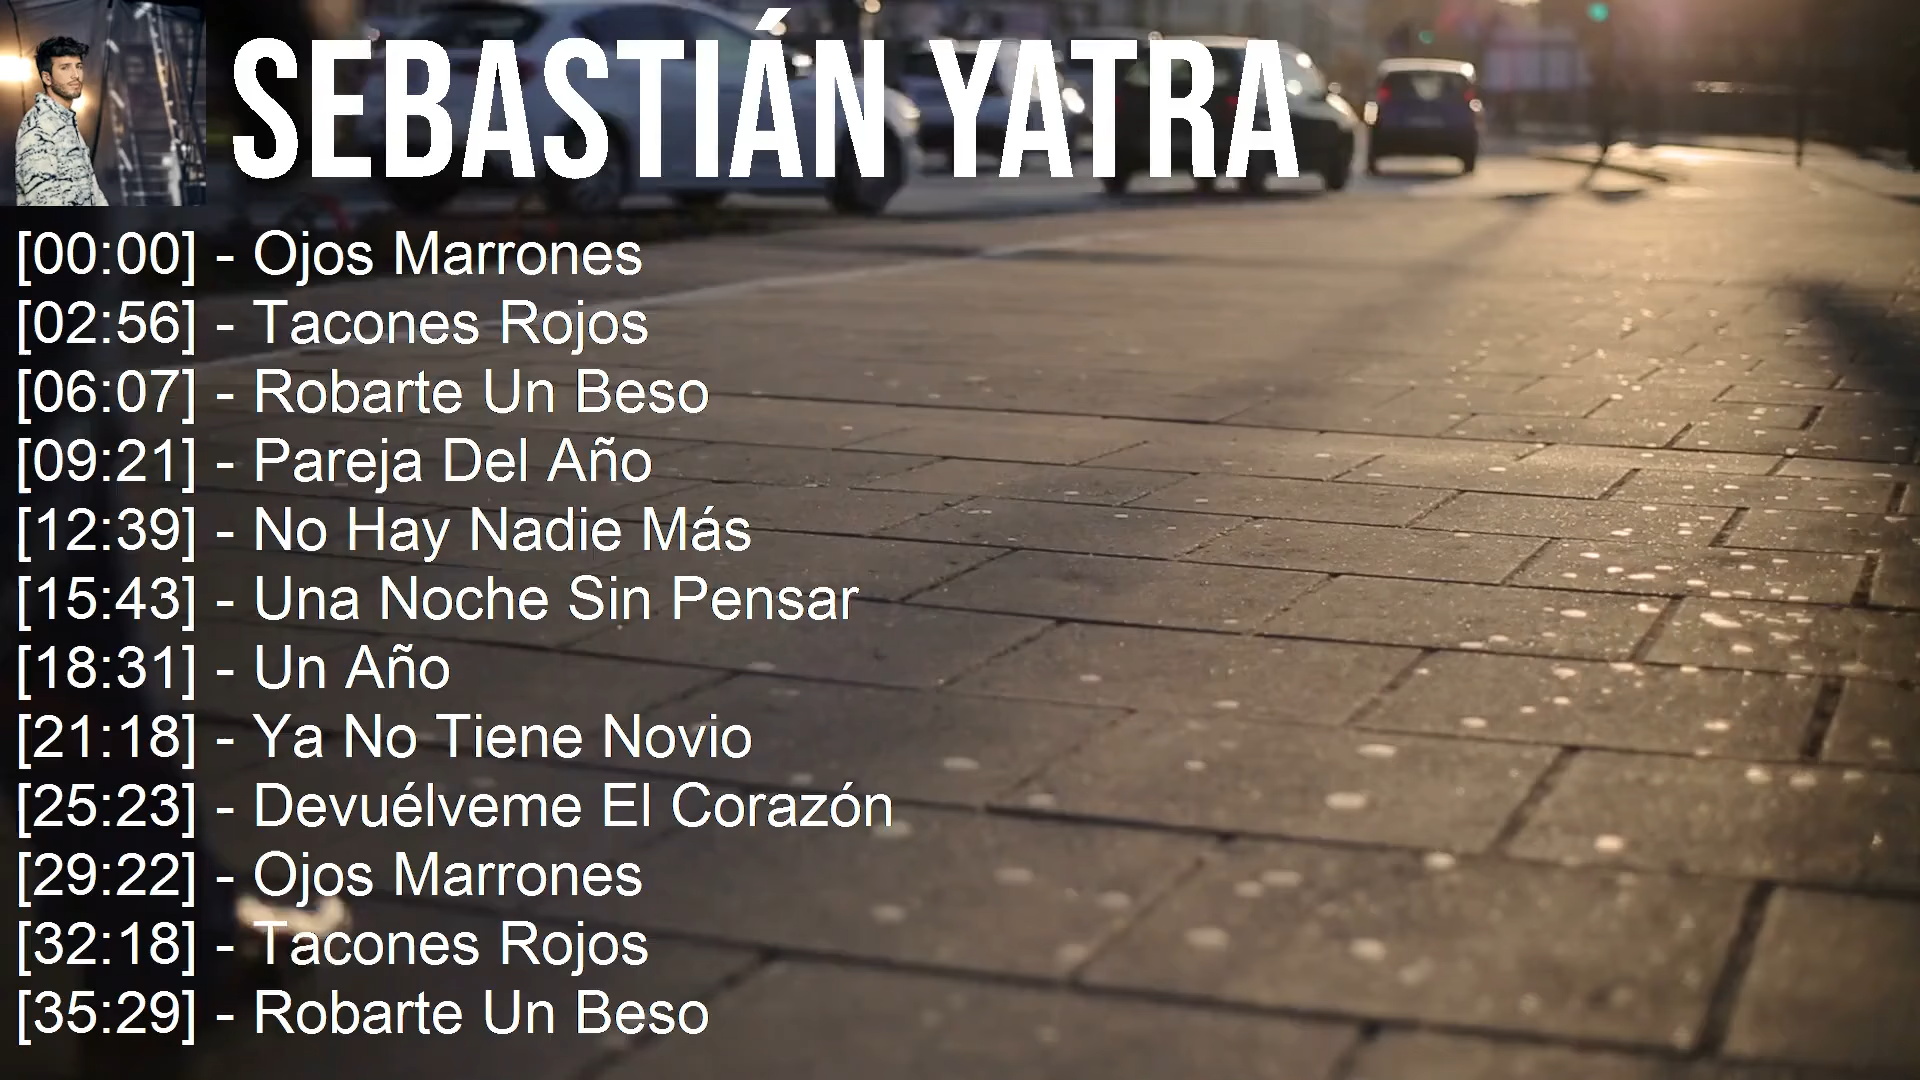 SEBASTIÁN YATRA
[00:00] - Ojos Marrones
[02:56] - Tacones Rojos
[06:07] - Robarte Un Beso
[09:21] - Pareja Del Año
[12:39] - No Hay Nadie Más
[15:43] - Una Noche Sin Pensar
[18:31] - Un Año
[21:18] - Ya No Tiene Novio
[25:23] - Devuélveme El Corazón
[29:22] - Ojos Marrones
[32:18] - Tacones Rojos
[35:29] - Robarte Un Beso